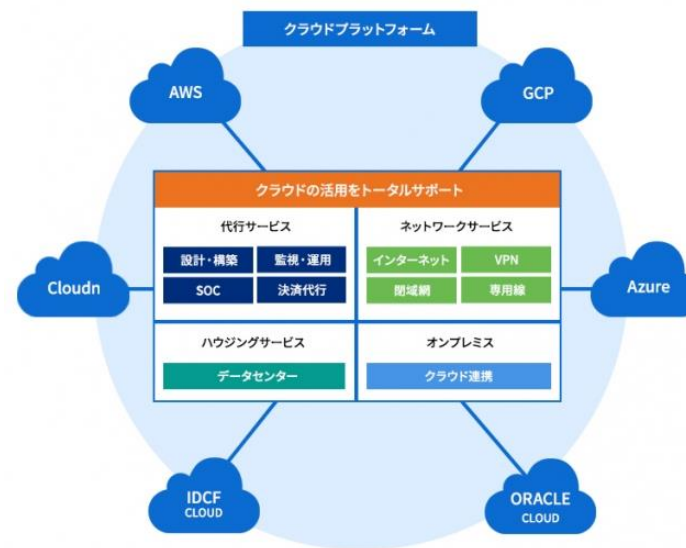 クラウドプラットフォーム
AWS
GCP
クラウドの活用をトータルサポート
代行サービス
設計・構築
監視・運用
SOC
決済代行
ネットワークサービス
インターネット
VPN
閉域網
専用線
Cloudn
Azure
ハウジングサービス
データセンター
オンプレミス
クラウド連携
IDCF
CLOUD
ORACLE
CLOUD